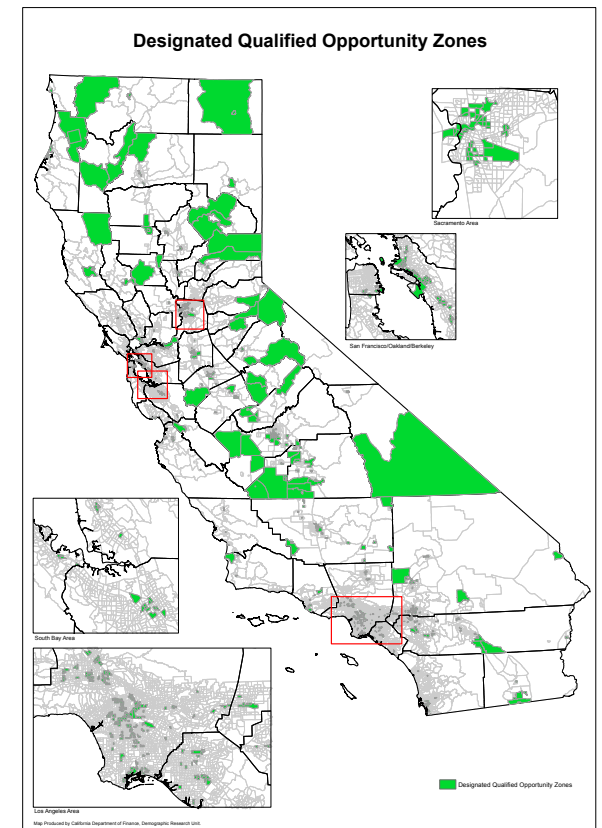 Designated Qualified Opportunity Zones
Sacramento Area
San Francisco/Oakland/Berkeley
South Bay Area
Los Angeles Area
Designated Qualified Opportunity Zones
Map Produced by California Department of Finance, Demographic Research Unit.